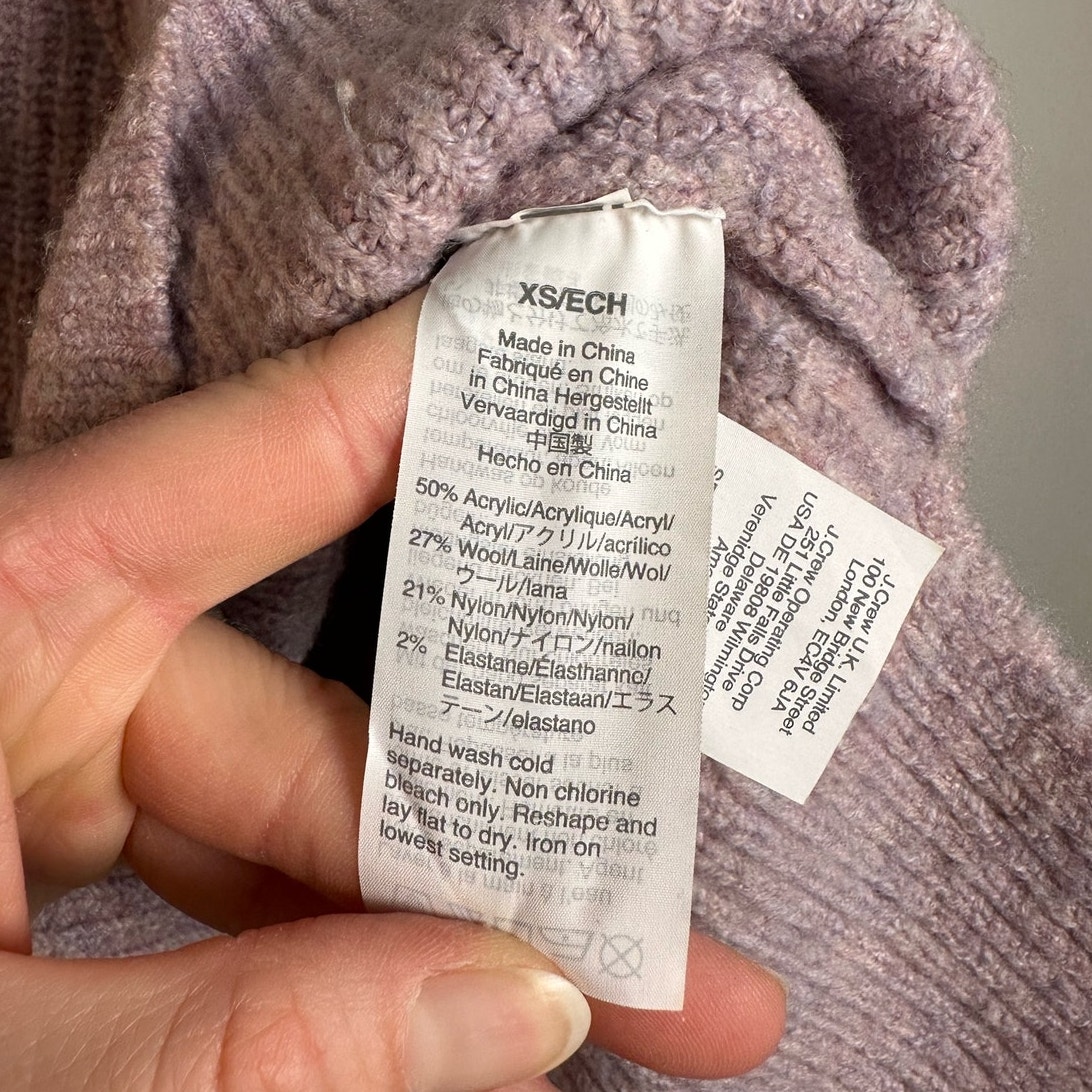 XS/ECH
Made in China
Fabriqué en Chine
in China Hergestellt
Vervaardigd in China
中国製
Hecho en China
50% Acrylic/Acrylique/Acryl/
Acryl/アクリル/acrílico
27% Wool/Laine/Wolle/Wol/
ウール/lana
21% Nylon/Nylon/Nylon/
Nylon/ナイロン/nailon
2% Elastane/Élasthanne/
Elastan/Elastaan/エラス
テーン/elastano
Hand wash cold
separately. Non chlorine
bleach only. Reshape and
lay flat to dry. Iron on
lowest setting.
J.Crew U.K. Limited
100 New Bridge Street
London, EC4V 6JA
J.Crew Operating Corp
251 Little Falls Drive
USA DE 19808 Wilmington
Delaware
Verenigde State